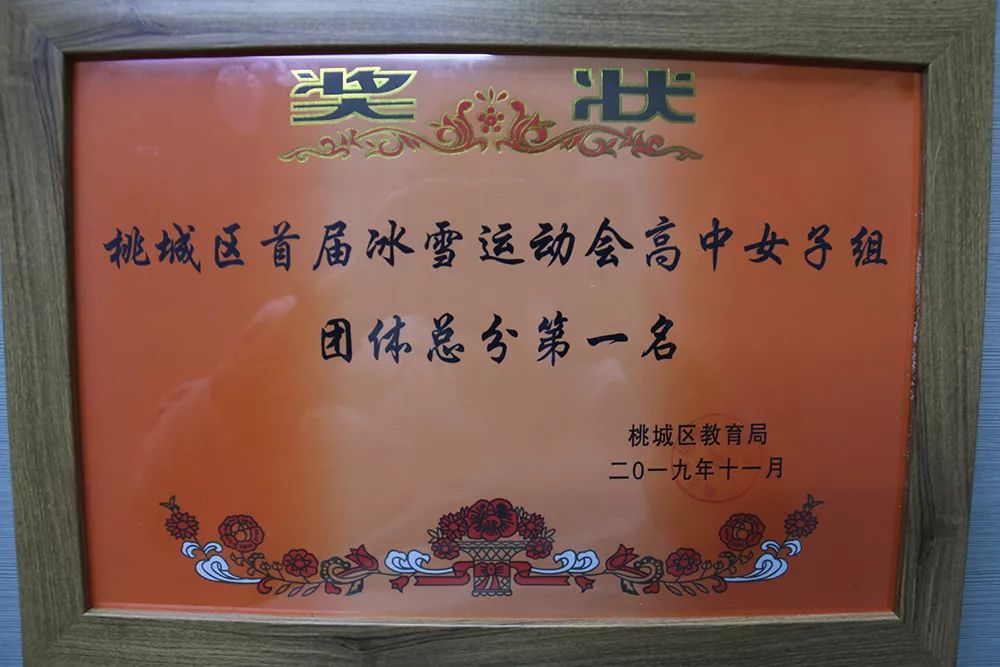 奖 状
桃城区首届冰雪运动会高中女子组
团体总分第一名
桃城区教育局
二〇一九年十一月